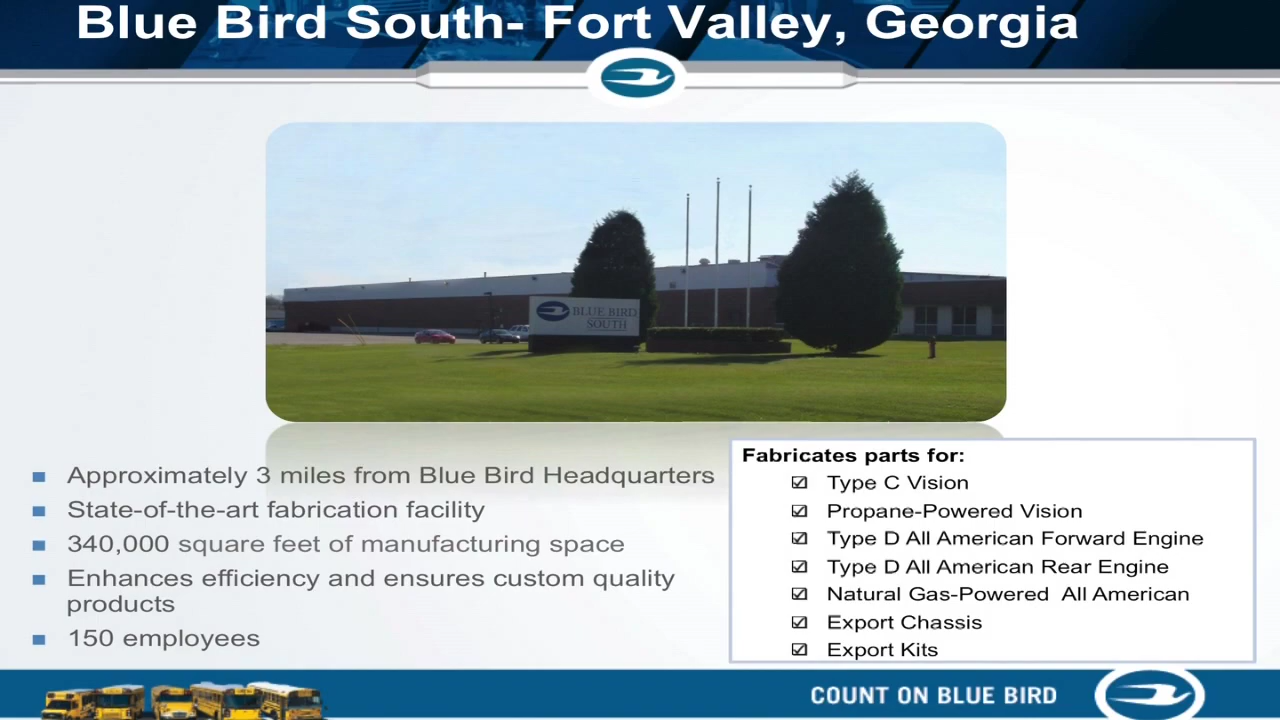 Blue Bird South- Fort Valley, Georgia
BLUE BIRD
SOUTH
Approximately 3 miles from Blue Bird Headquarters
State-of-the-art fabrication facility
340,000 square feet of manufacturing space
Enhances efficiency and ensures custom quality
products
150 employees
Fabricates parts for:
Type C Vision
Propane-Powered Vision
Type D All American Forward Engine
Type D All American Rear Engine
Natural Gas-Powered All American
Export Chassis
Export Kits
COUNT ON BLUE BIRD